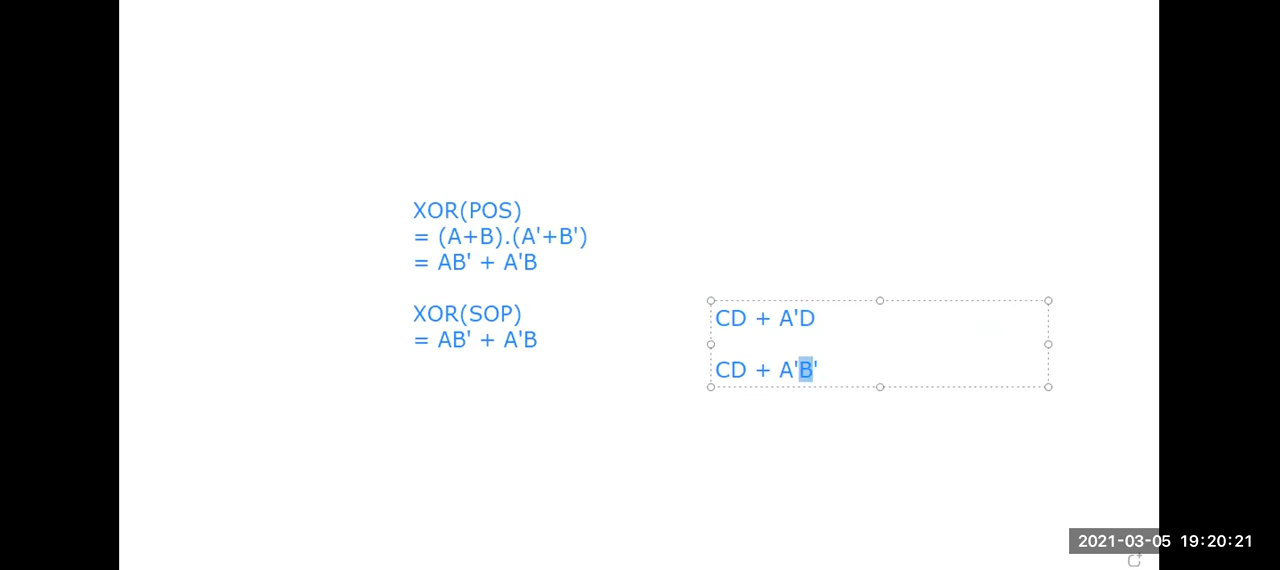 XOR(POS)
= (A+B).(A'+B')
= AB' + A'B
XOR(SOP)
= AB' + A'B
CD + A'D
CD + A'B'
2021-03-05 19:20:21